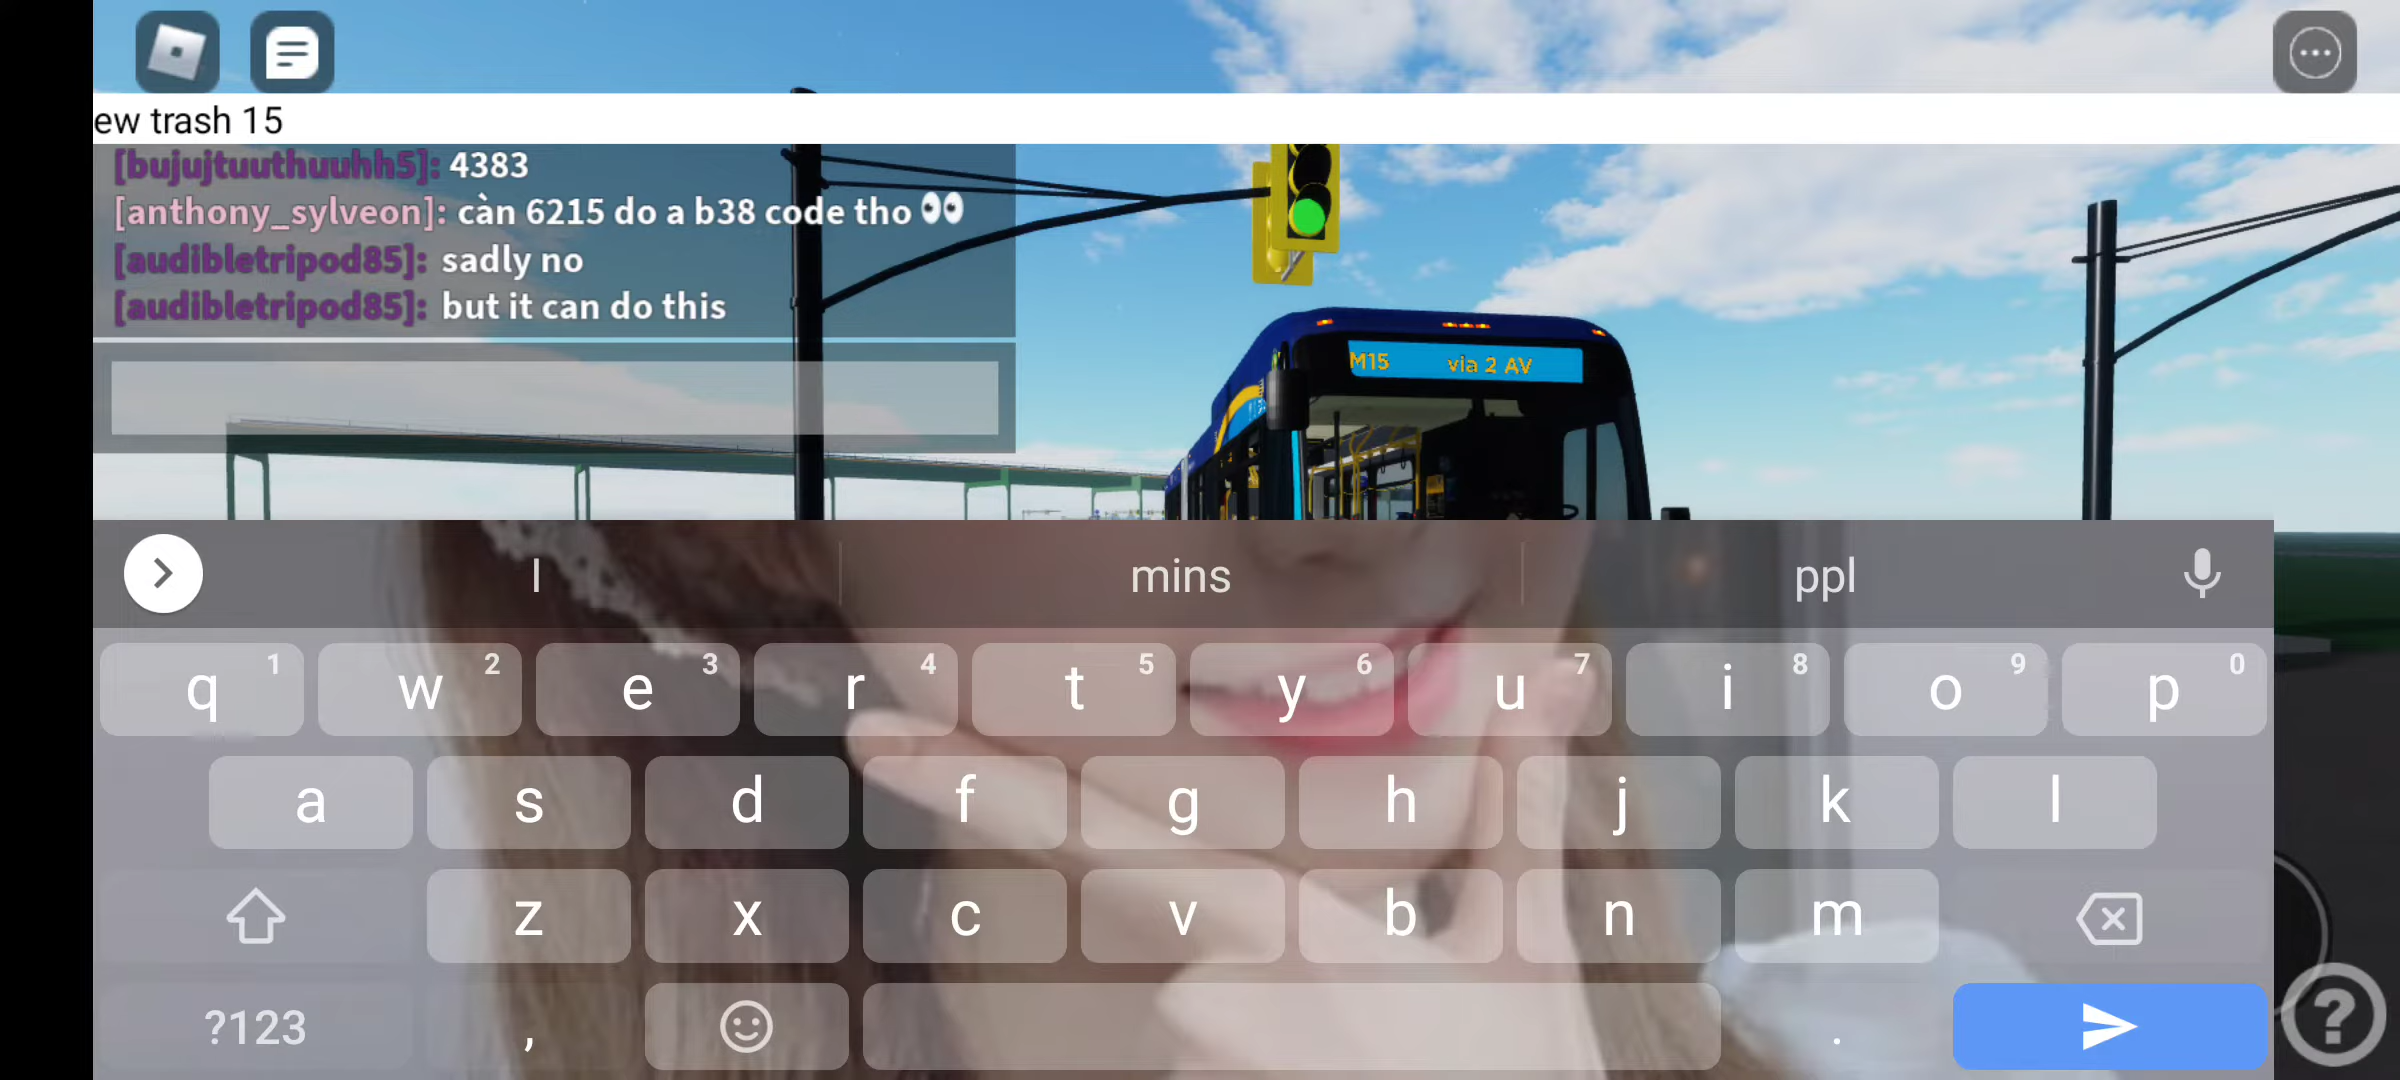 ew trash 15
[bujujtuuthuuhh5]: 4383
[anthony_sylveon]: càn 6215 do a b38 code tho 👀
[audibletripod85]: sadly no
[audibletripod85]: but it can do this
M15 via 2 AV
I mins ppl
q 1 w 2 e 3 r 4 t 5 y 6 u 7 i 8 o 9 p 0
a s d f g h j k l
z x c v b n m
?123 , .
?